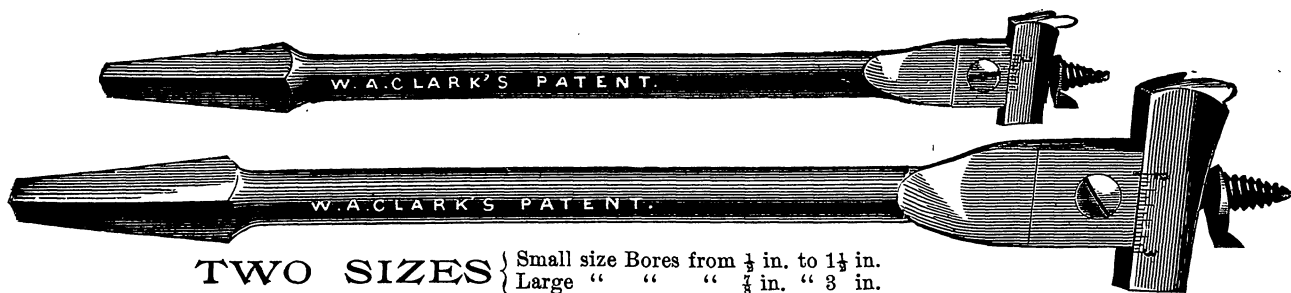 W.A.CLARK'S PATENT.
W.A.CLARK'S PATENT.
TWO SIZES { Small size Bores from ½ in. to 1½ in.
Large “ “ “ ⅞ in. “ 3 in.